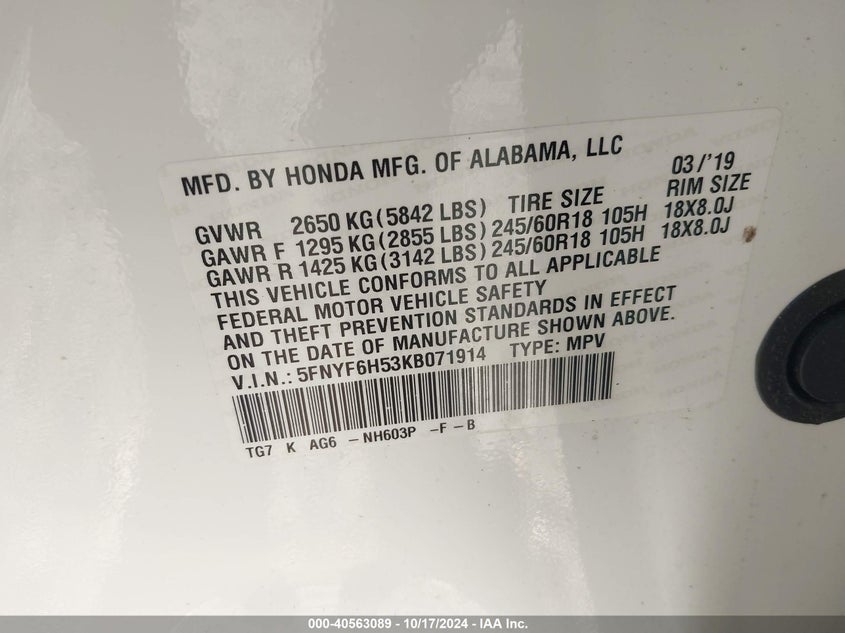 MFD. BY HONDA MFG. OF ALABAMA, LLC 03/'19
GVWR 2650 KG(5842 LBS) TIRE SIZE RIM SIZE
GAWR F 1295 KG(2855 LBS) 245/60R18 105H 18X8.0J
GAWR R 1425 KG(3142 LBS) 245/60R18 105H 18X8.0J
THIS VEHICLE CONFORMS TO ALL APPLICABLE
FEDERAL MOTOR VEHICLE SAFETY
AND THEFT PREVENTION STANDARDS IN EFFECT
ON THE DATE OF MANUFACTURE SHOWN ABOVE.
V.I.N.: 5FNYF6H53KB071914 TYPE: MPV
TG7 K AG6 -NH603P -F-B
000-40563089 - 10/17/2024 - IAA Inc.